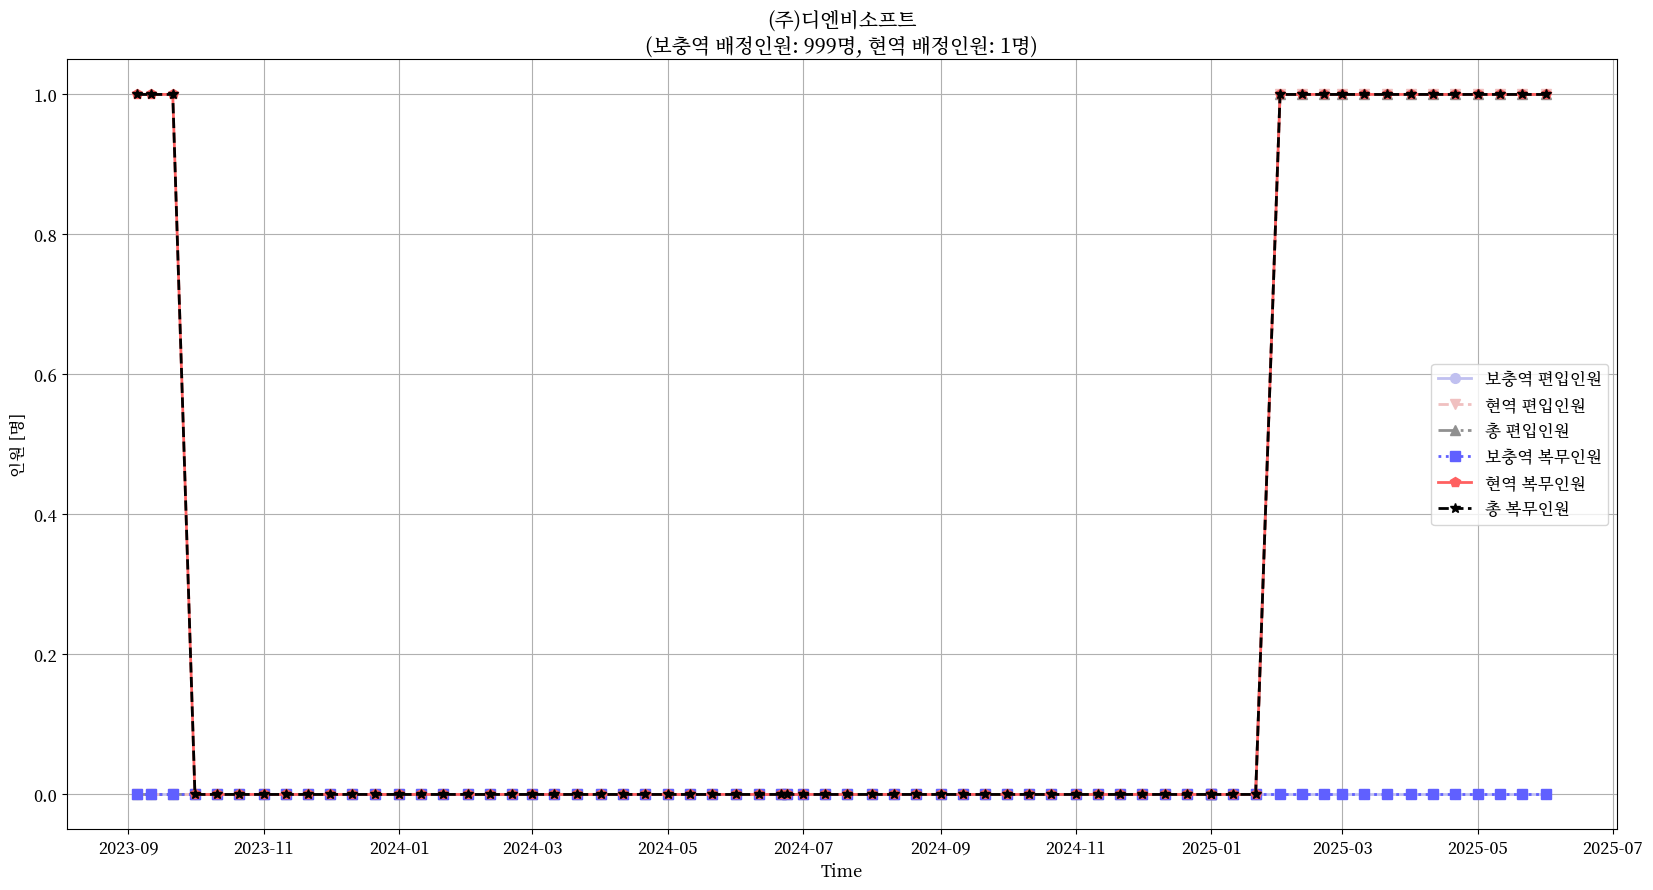 (주)디엔비소프트
(보충역 배정인원: 999명, 현역 배정인원: 1명)
인원 [명]
1.0
0.8
0.6
0.4
0.2
0.0
보충역 편입인원
현역 편입인원
총 편입인원
보충역 복무인원
현역 복무인원
총 복무인원
2023-09
2023-11
2024-01
2024-03
2024-05
2024-07
2024-09
2024-11
2025-01
2025-03
2025-05
2025-07
Time